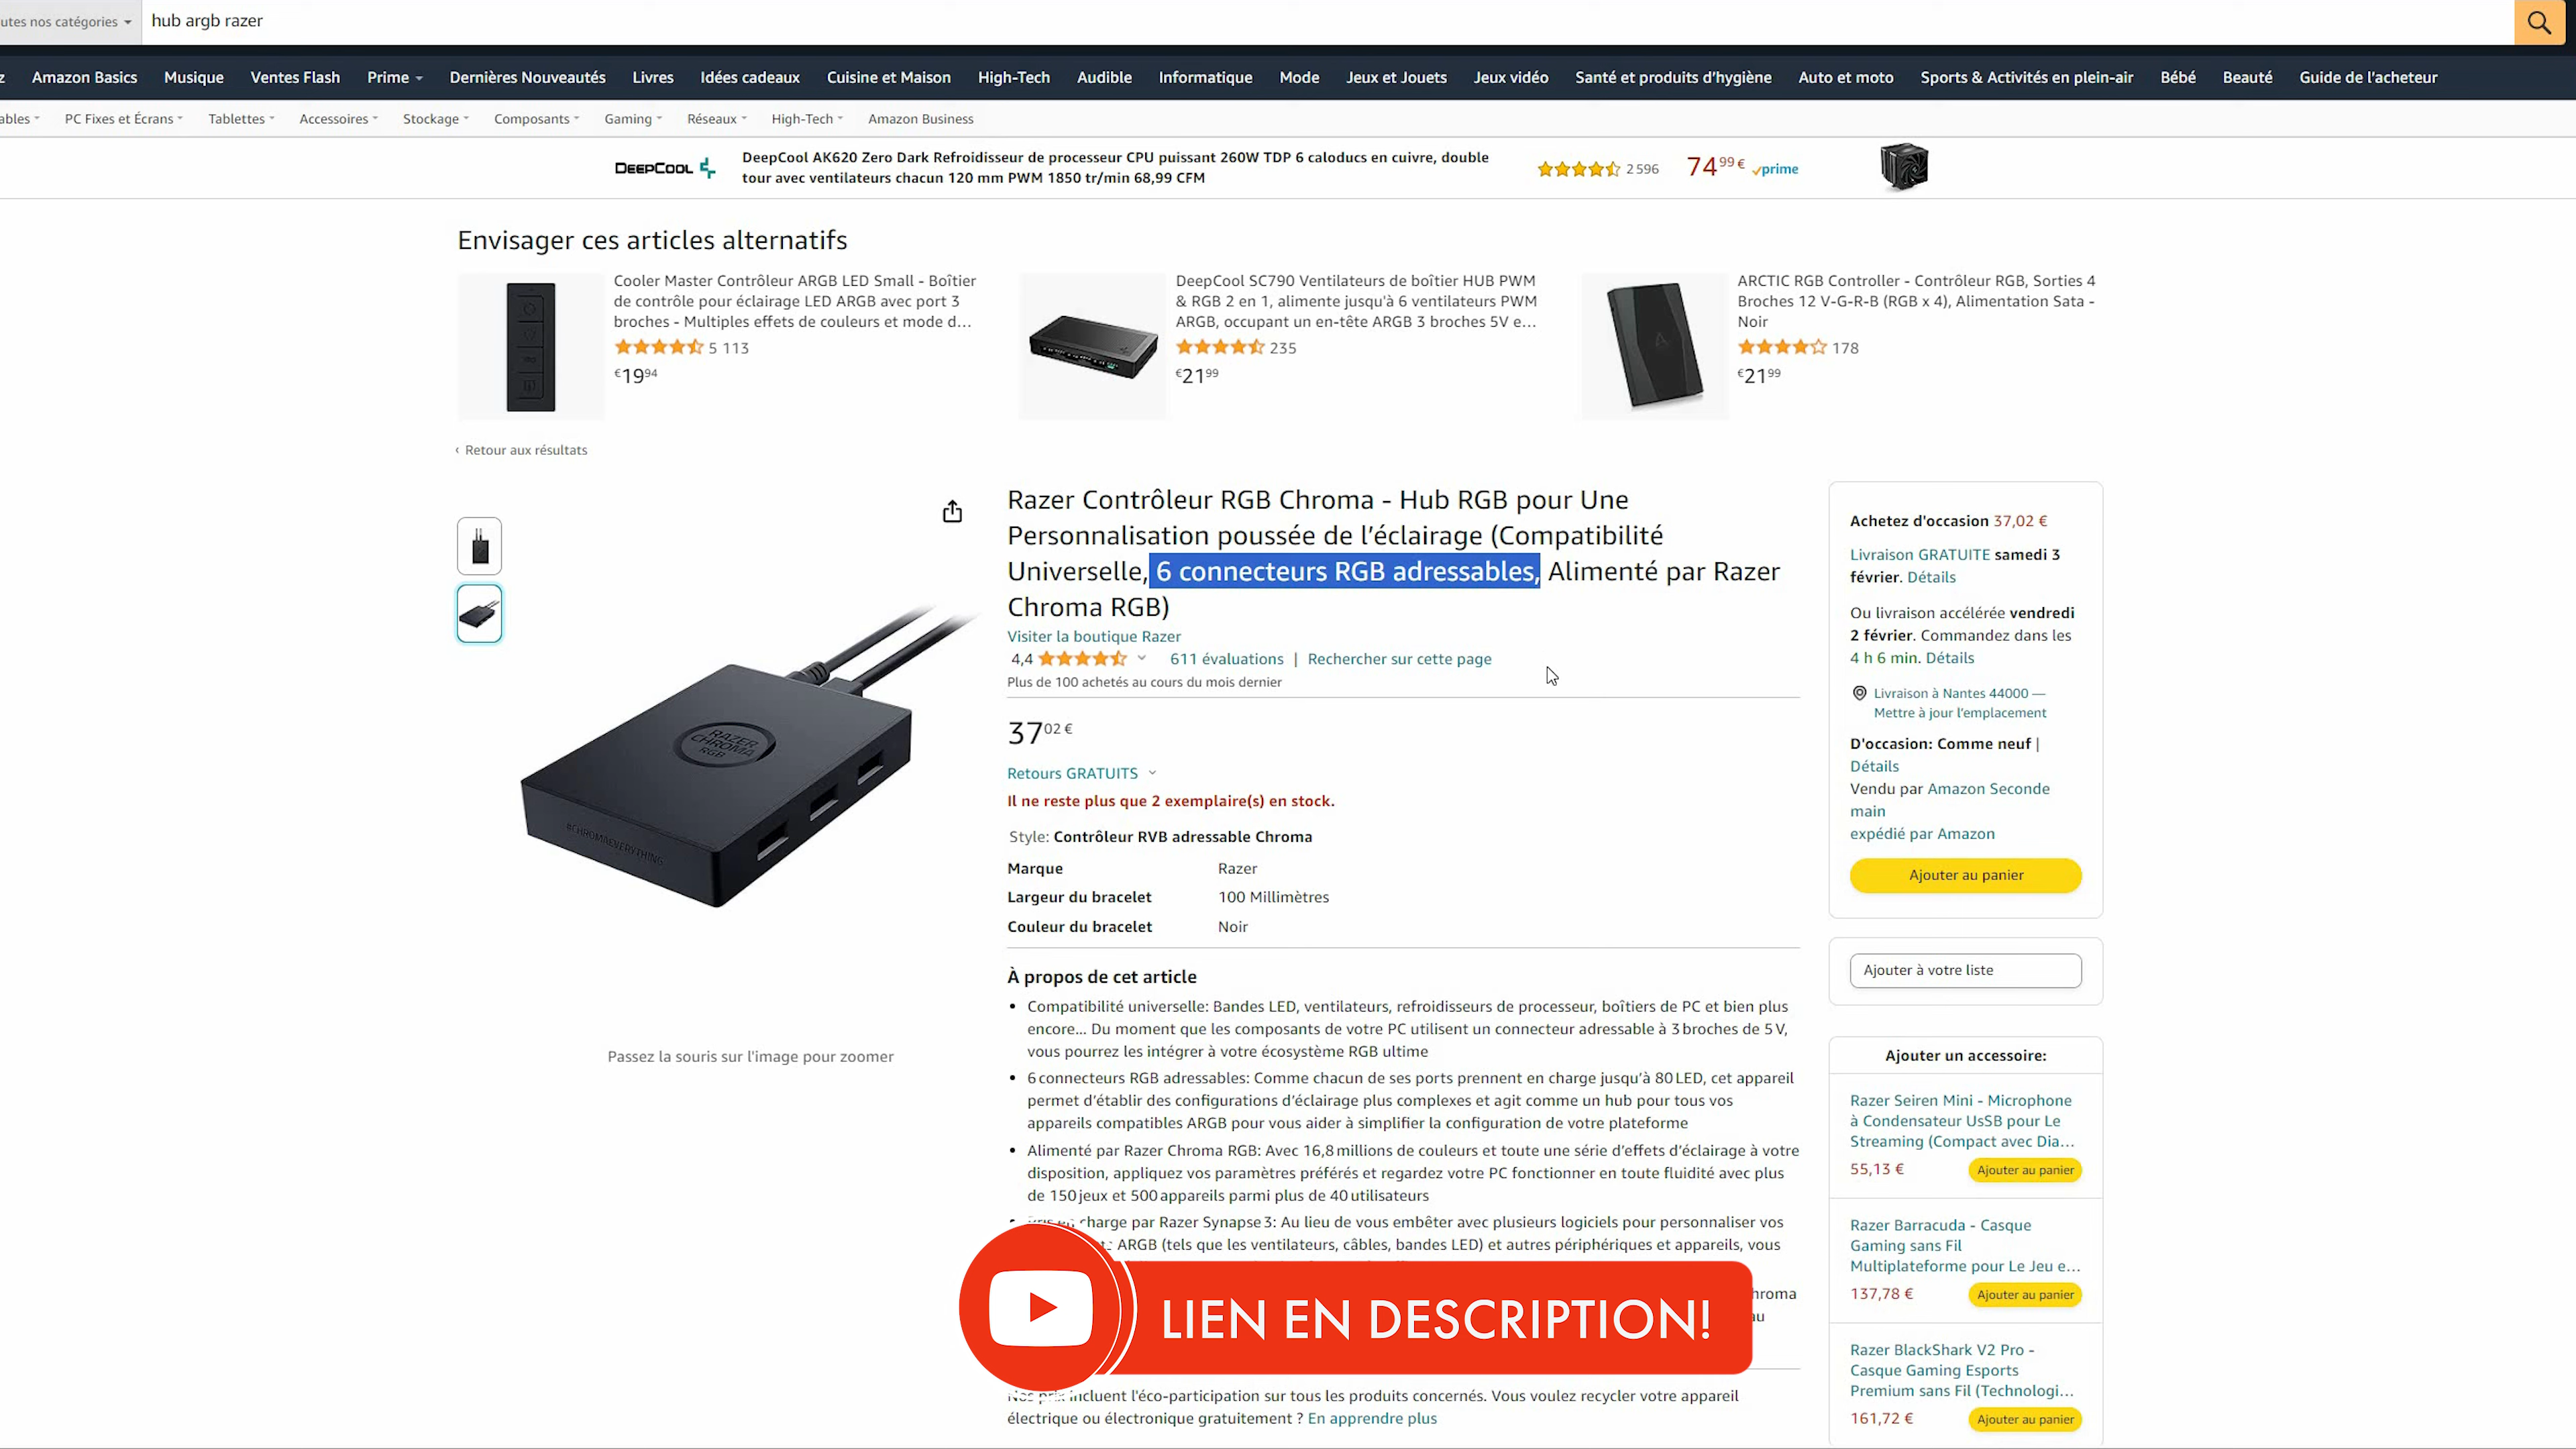 utes nos catégories
hub argb razer
z Amazon Basics Musique Ventes Flash Prime Dernières Nouveautés Livres Idées cadeaux Cuisine et Maison High-Tech Audible Informatique Mode Jeux et Jouets Jeux vidéo Santé et produits d'hygiène Auto et moto Sports & Activités en plein-air Bébé Beauté Guide de l'acheteur
ables PC Fixes et Écrans Tablettes Accessoires Stockage Composants Gaming Réseaux High-Tech Amazon Business
DEEPCOOL
DeepCool AK620 Zero Dark Refroidisseur de processeur CPU puissant 260W TDP 6 caloducs en cuivre, double
tour avec ventilateurs chacun 120 mm PWM 1850 tr/min 68,99 CFM
2 596
74 99 € prime
Envisager ces articles alternatifs
Cooler Master Contrôleur ARGB LED Small - Boîtier
de contrôle pour éclairage LED ARGB avec port 3
broches - Multiples effets de couleurs et mode d...
5 113
€19 94
DeepCool SC790 Ventilateurs de boîtier HUB PWM
& RGB 2 en 1, alimente jusqu'à 6 ventilateurs PWM
ARGB, occupant un en-tête ARGB 3 broches 5V e...
235
€21 99
ARCTIC RGB Controller - Contrôleur RGB, Sorties 4
Broches 12 V-G-R-B (RGB x 4), Alimentation Sata -
Noir
178
€21 99
‹ Retour aux résultats
RAZER
CHROMA
RGB
#CHROMAEVERYTHING
Passez la souris sur l'image pour zoomer
Razer Contrôleur RGB Chroma - Hub RGB pour Une
Personnalisation poussée de l'éclairage (Compatibilité
Universelle, 6 connecteurs RGB adressables, Alimenté par Razer
Chroma RGB)
Visiter la boutique Razer
4,4 611 évaluations | Rechercher sur cette page
Plus de 100 achetés au cours du mois dernier
37 02 €
Retours GRATUITS
Il ne reste plus que 2 exemplaire(s) en stock.
Style: Contrôleur RVB adressable Chroma
Marque Razer
Largeur du bracelet 100 Millimètres
Couleur du bracelet Noir
À propos de cet article
• Compatibilité universelle: Bandes LED, ventilateurs, refroidisseurs de processeur, boîtiers de PC et bien plus
encore... Du moment que les composants de votre PC utilisent un connecteur adressable à 3 broches de 5 V,
vous pourrez les intégrer à votre écosystème RGB ultime
• 6 connecteurs RGB adressables: Comme chacun de ses ports prennent en charge jusqu'à 80 LED, cet appareil
permet d'établir des configurations d'éclairage plus complexes et agit comme un hub pour tous vos
appareils compatibles ARGB pour vous aider à simplifier la configuration de votre plateforme
• Alimenté par Razer Chroma RGB: Avec 16,8 millions de couleurs et toute une série d'effets d'éclairage à votre
disposition, appliquez vos paramètres préférés et regardez votre PC fonctionner en toute fluidité avec plus
de 150 jeux et 500 appareils parmi plus de 40 utilisateurs
• charge par Razer Synapse 3: Au lieu de vous embêter avec plusieurs logiciels pour personnaliser vos
ARGB (tels que les ventilateurs, câbles, bandes LED) et autres périphériques et appareils, vous
hroma
LIEN EN DESCRIPTION!
prix incluent l'éco-participation sur tous les produits concernés. Vous voulez recycler votre appareil
électrique ou électronique gratuitement ? En apprendre plus
Achetez d'occasion 37,02 €
Livraison GRATUITE samedi 3
février. Détails
Ou livraison accélérée vendredi
2 février. Commandez dans les
4 h 6 min. Détails
Livraison à Nantes 44000 —
Mettre à jour l'emplacement
D'occasion: Comme neuf |
Détails
Vendu par Amazon Seconde
main
expédié par Amazon
Ajouter au panier
Ajouter à votre liste
Ajouter un accessoire:
Razer Seiren Mini - Microphone
à Condensateur UsSB pour Le
Streaming (Compact avec Dia...
55,13 € Ajouter au panier
Razer Barracuda - Casque
Gaming sans Fil
Multiplateforme pour Le Jeu e...
137,78 € Ajouter au panier
Razer BlackShark V2 Pro -
Casque Gaming Esports
Premium sans Fil (Technologi...
161,72 € Ajouter au panier